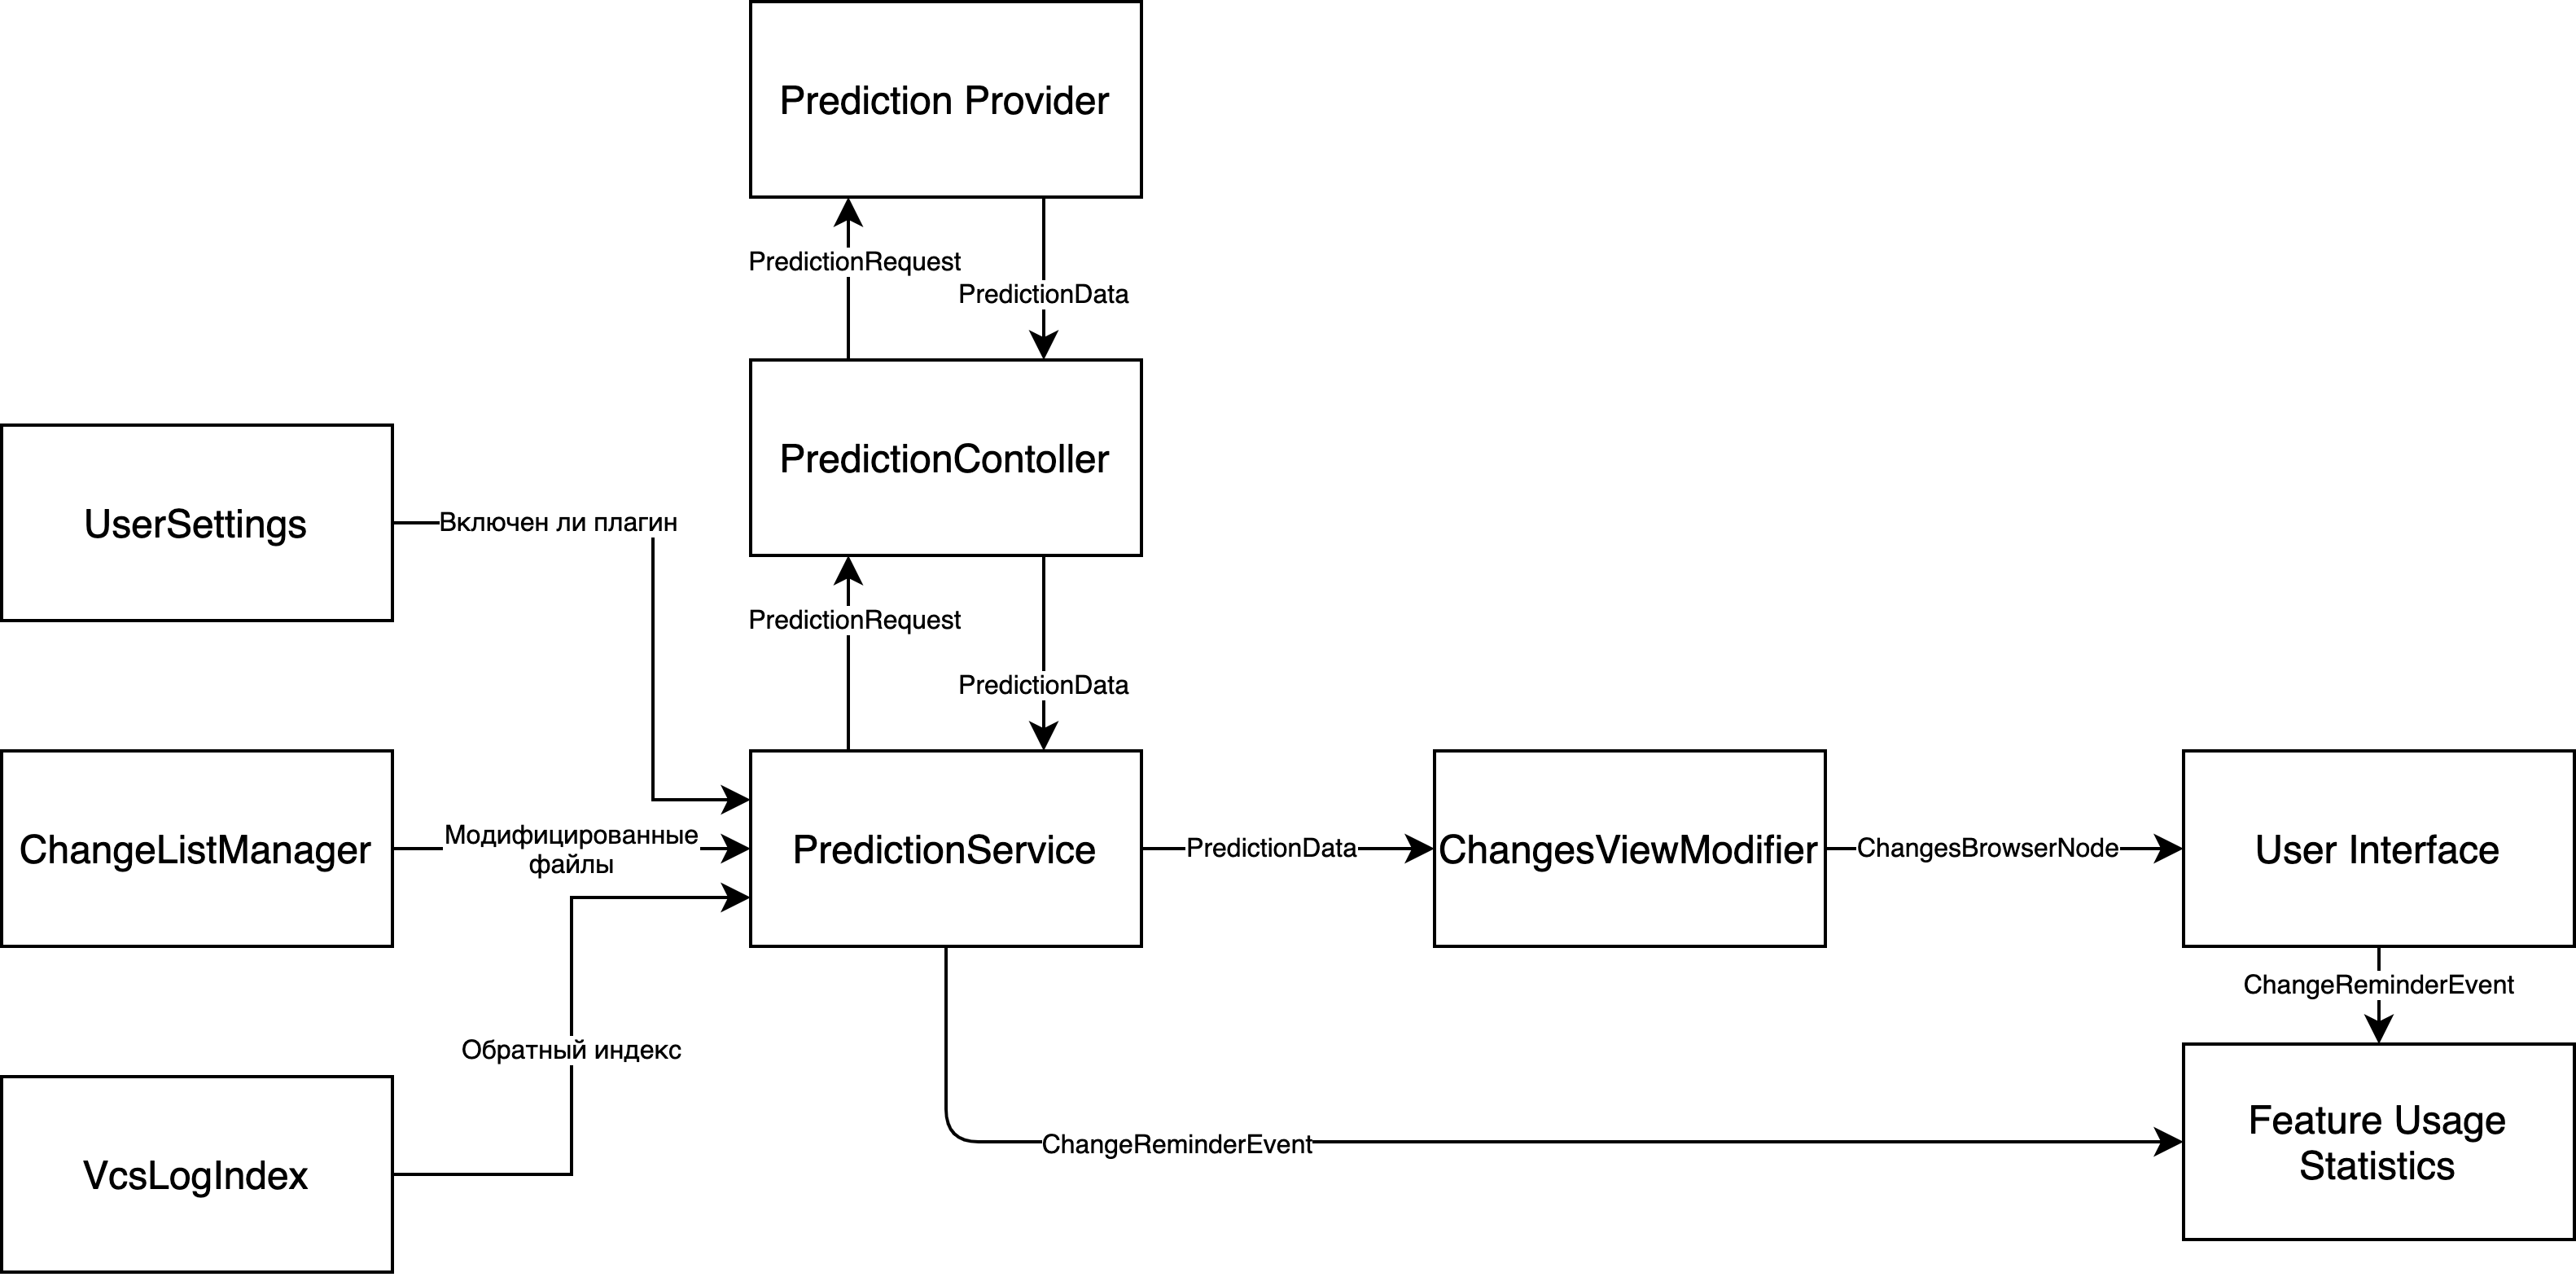 Prediction Provider
PredictionRequest
PredictionData
PredictionContoller
UserSettings
Включен ли плагин
PredictionRequest
PredictionData
ChangeListManager
Модифицированные
файлы
PredictionService
PredictionData
ChangesViewModifier
ChangesBrowserNode
User Interface
ChangeReminderEvent
Обратный индекс
VcsLogIndex
ChangeReminderEvent
Feature Usage
Statistics